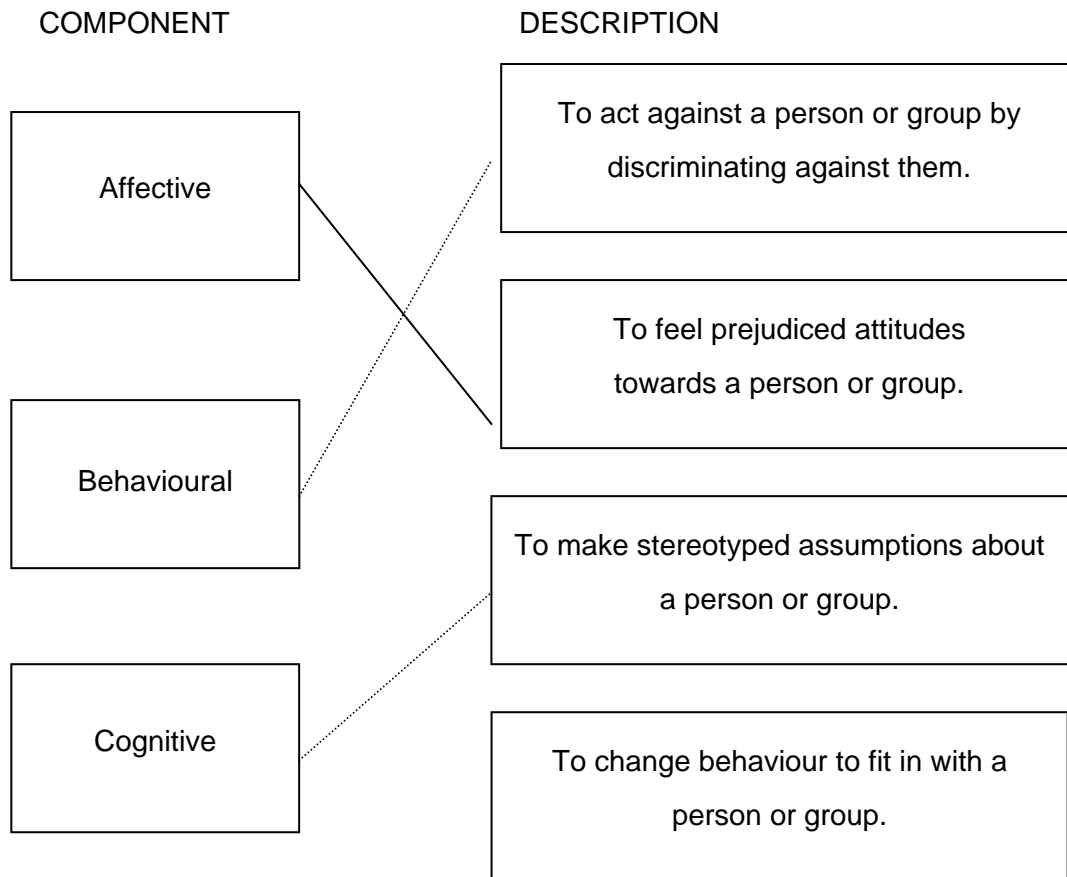 COMPONENT
DESCRIPTION
Affective
Behavioural
Cognitive
To act against a person or group by
discriminating against them.
To feel prejudiced attitudes
towards a person or group.
To make stereotyped assumptions about
a person or group.
To change behaviour to fit in with a
person or group.